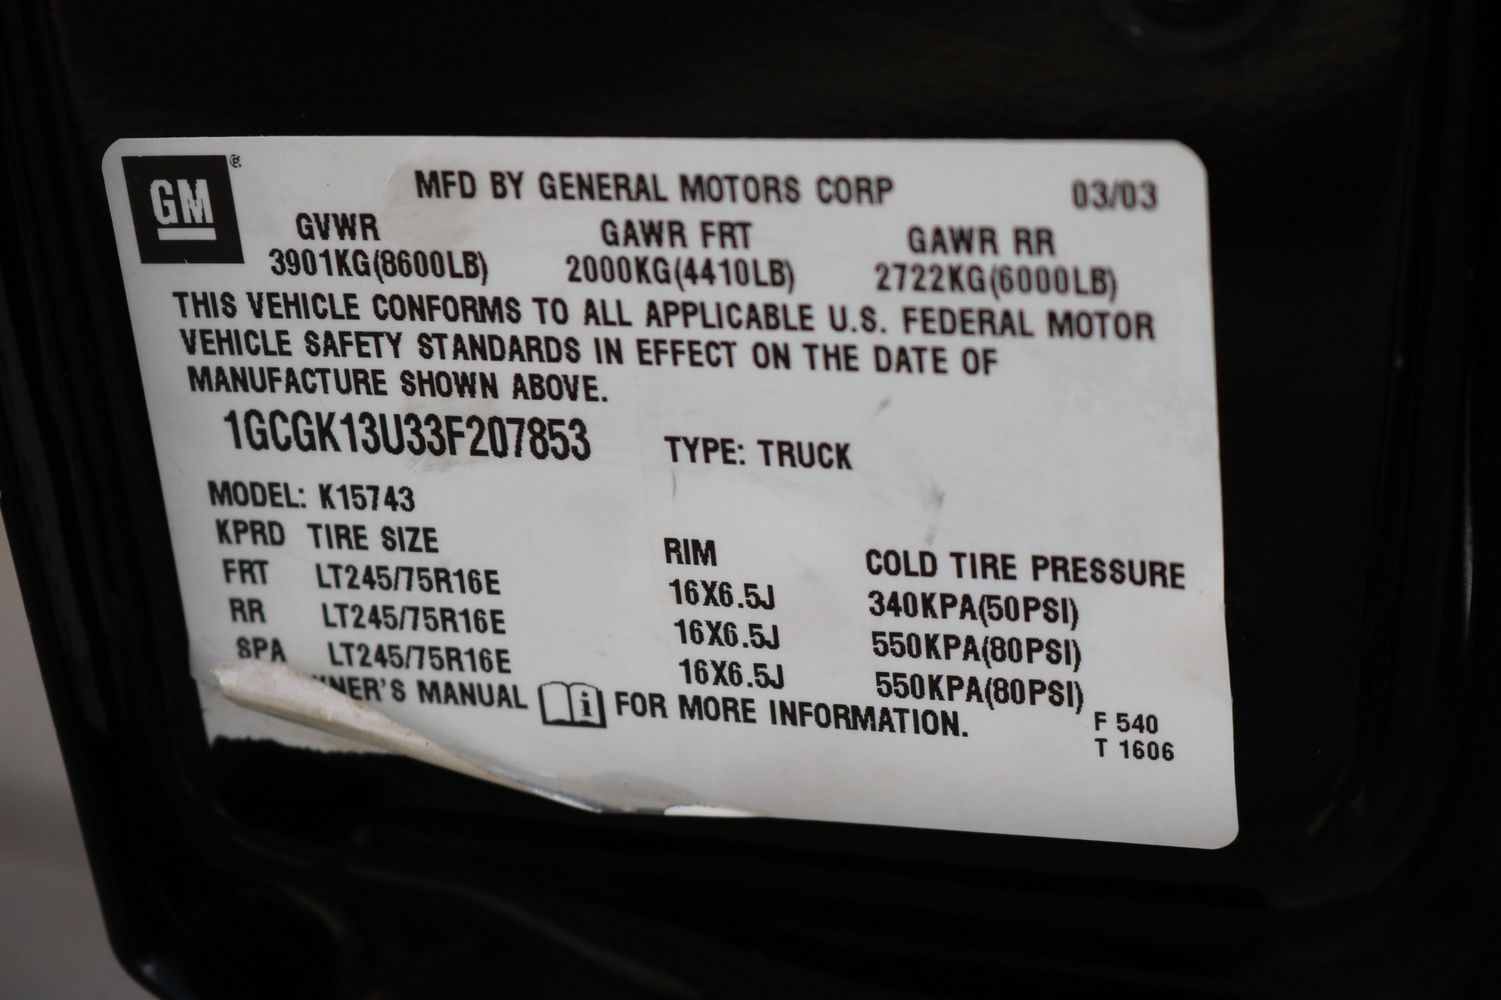 GM®
MFD BY GENERAL MOTORS CORP 03/03
GVWR GAWR FRT GAWR RR
3901KG(8600LB) 2000KG(4410LB) 2722KG(6000LB)
THIS VEHICLE CONFORMS TO ALL APPLICABLE U.S. FEDERAL MOTOR
VEHICLE SAFETY STANDARDS IN EFFECT ON THE DATE OF
MANUFACTURE SHOWN ABOVE.
1GCGK13U33F207853 TYPE: TRUCK
MODEL: K15743
KPRD TIRE SIZE RIM COLD TIRE PRESSURE
FRT LT245/75R16E 16X6.5J 340KPA(50PSI)
RR LT245/75R16E 16X6.5J 550KPA(80PSI)
SPA LT245/75R16E 16X6.5J 550KPA(80PSI)
MANUAL i FOR MORE INFORMATION.
F 540
T 1606